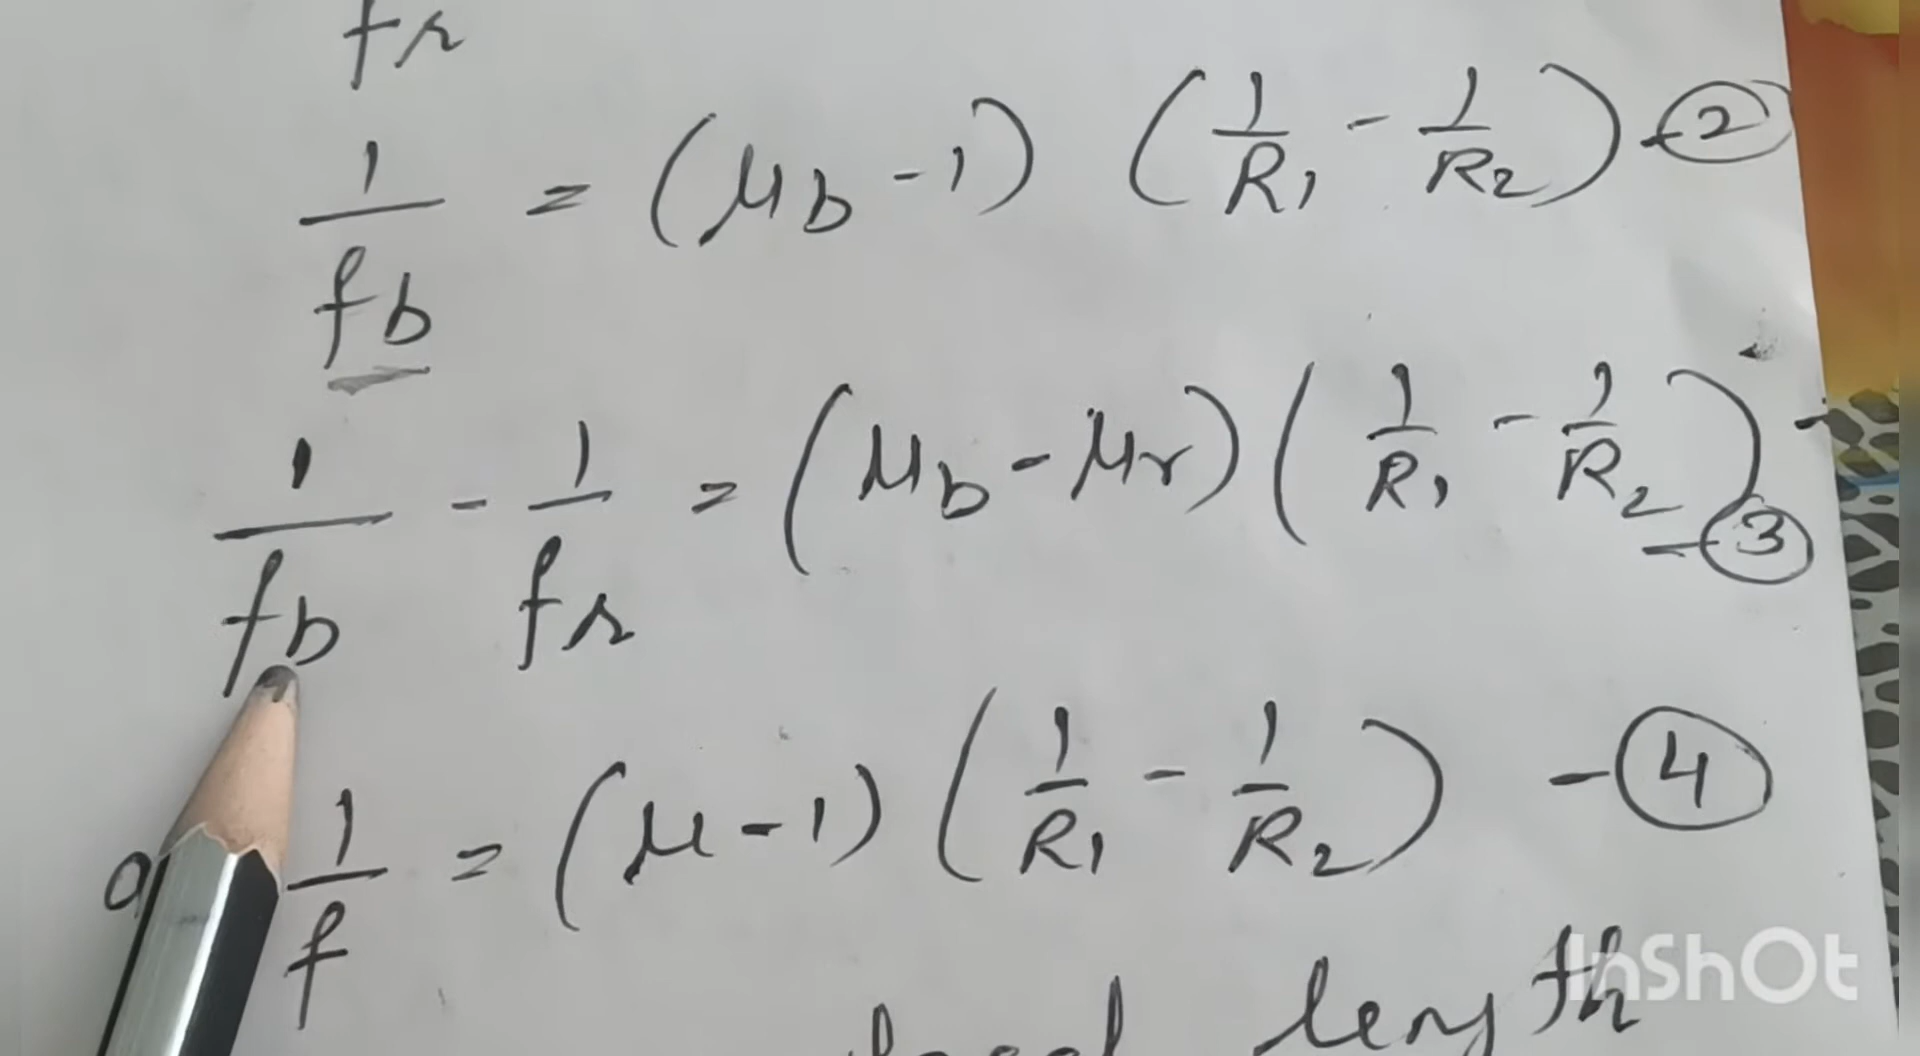 fr
1/fb = (μb - 1) (1/R1 - 1/R2) - 2
1/fb - 1/fr = (μb - μr) (1/R1 - 1/R2) - 3
1/f = (μ - 1) (1/R1 - 1/R2) - 4
length
InShOt